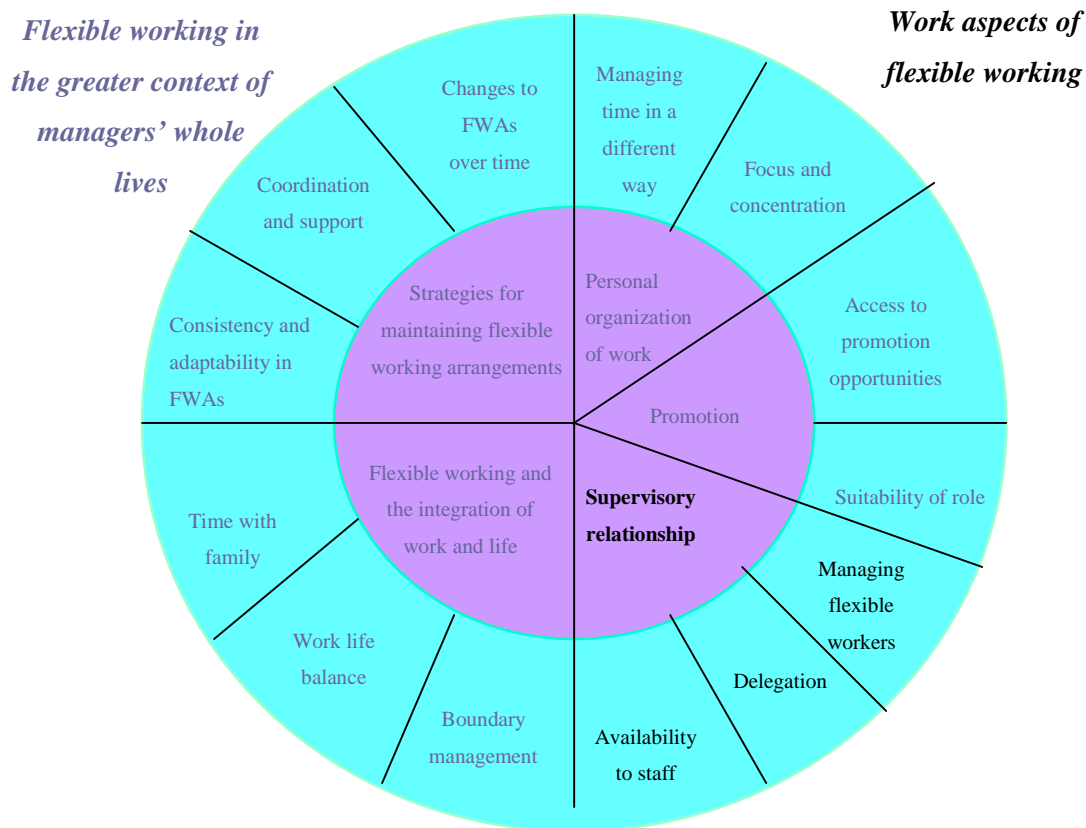 Flexible working in
the greater context of
managers’ whole
lives
Work aspects of
flexible working
Changes to
FWAs
over time
Managing
time in a
different
way
Coordination
and support
Focus and
concentration
Consistency and
adaptability in
FWAs
Strategies for
maintaining flexible
working arrangements
Personal
organization
of work
Access to
promotion
opportunities
Promotion
Flexible working and
the integration of
work and life
Supervisory
relationship
Suitability of role
Time with
family
Managing
flexible
workers
Work life
balance
Delegation
Boundary
management
Availability
to staff